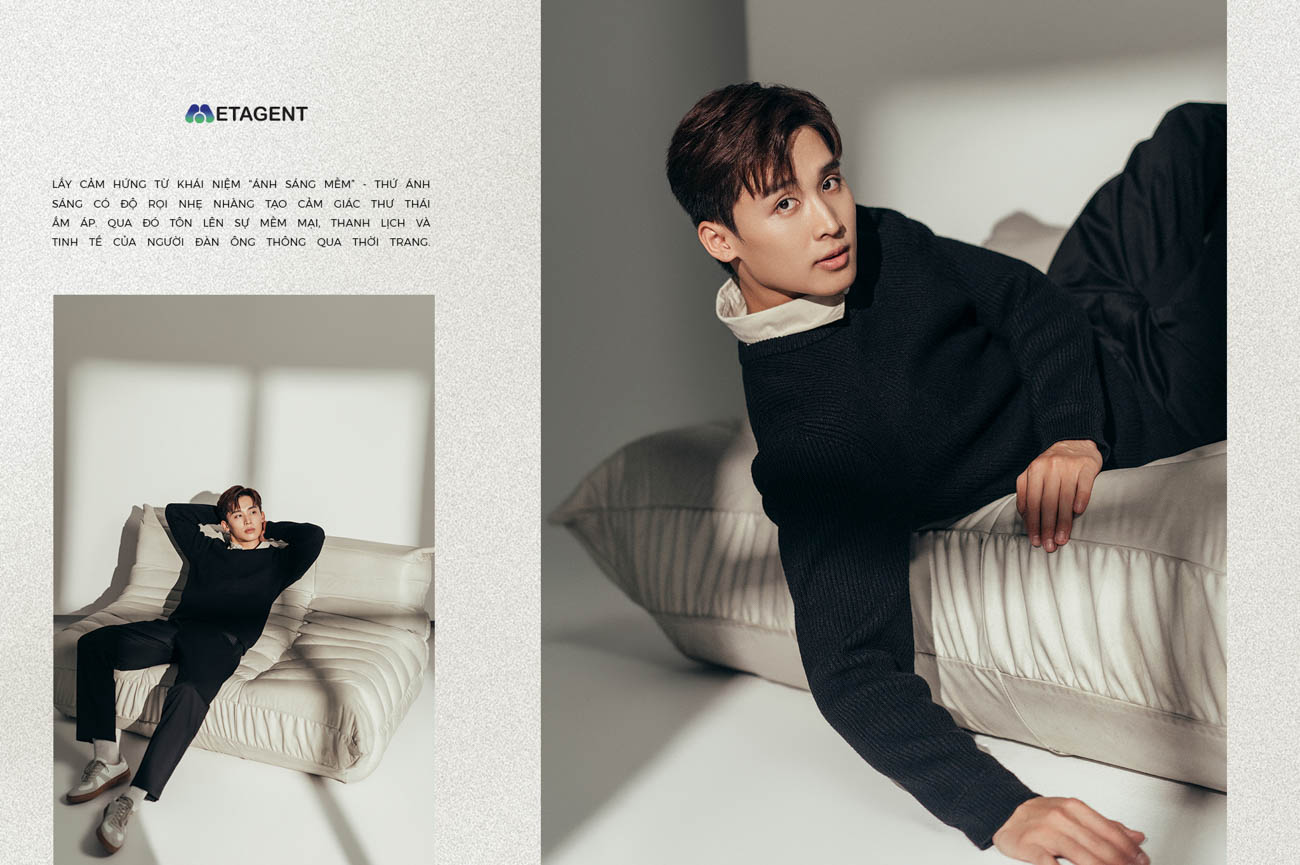 METAGENT
LẤY CẢM HỨNG TỪ KHÁI NIỆM "ÁNH SÁNG MỀM" - THỨ ÁNH
SÁNG CÓ ĐỘ RỌI NHẸ NHÀNG TẠO CẢM GIÁC THƯ THÁI
ẤM ÁP. QUA ĐÓ TÔN LÊN SỰ MỀM MẠI, THANH LỊCH VÀ
TINH TẾ CỦA NGƯỜI ĐÀN ÔNG THÔNG QUA THỜI TRANG.